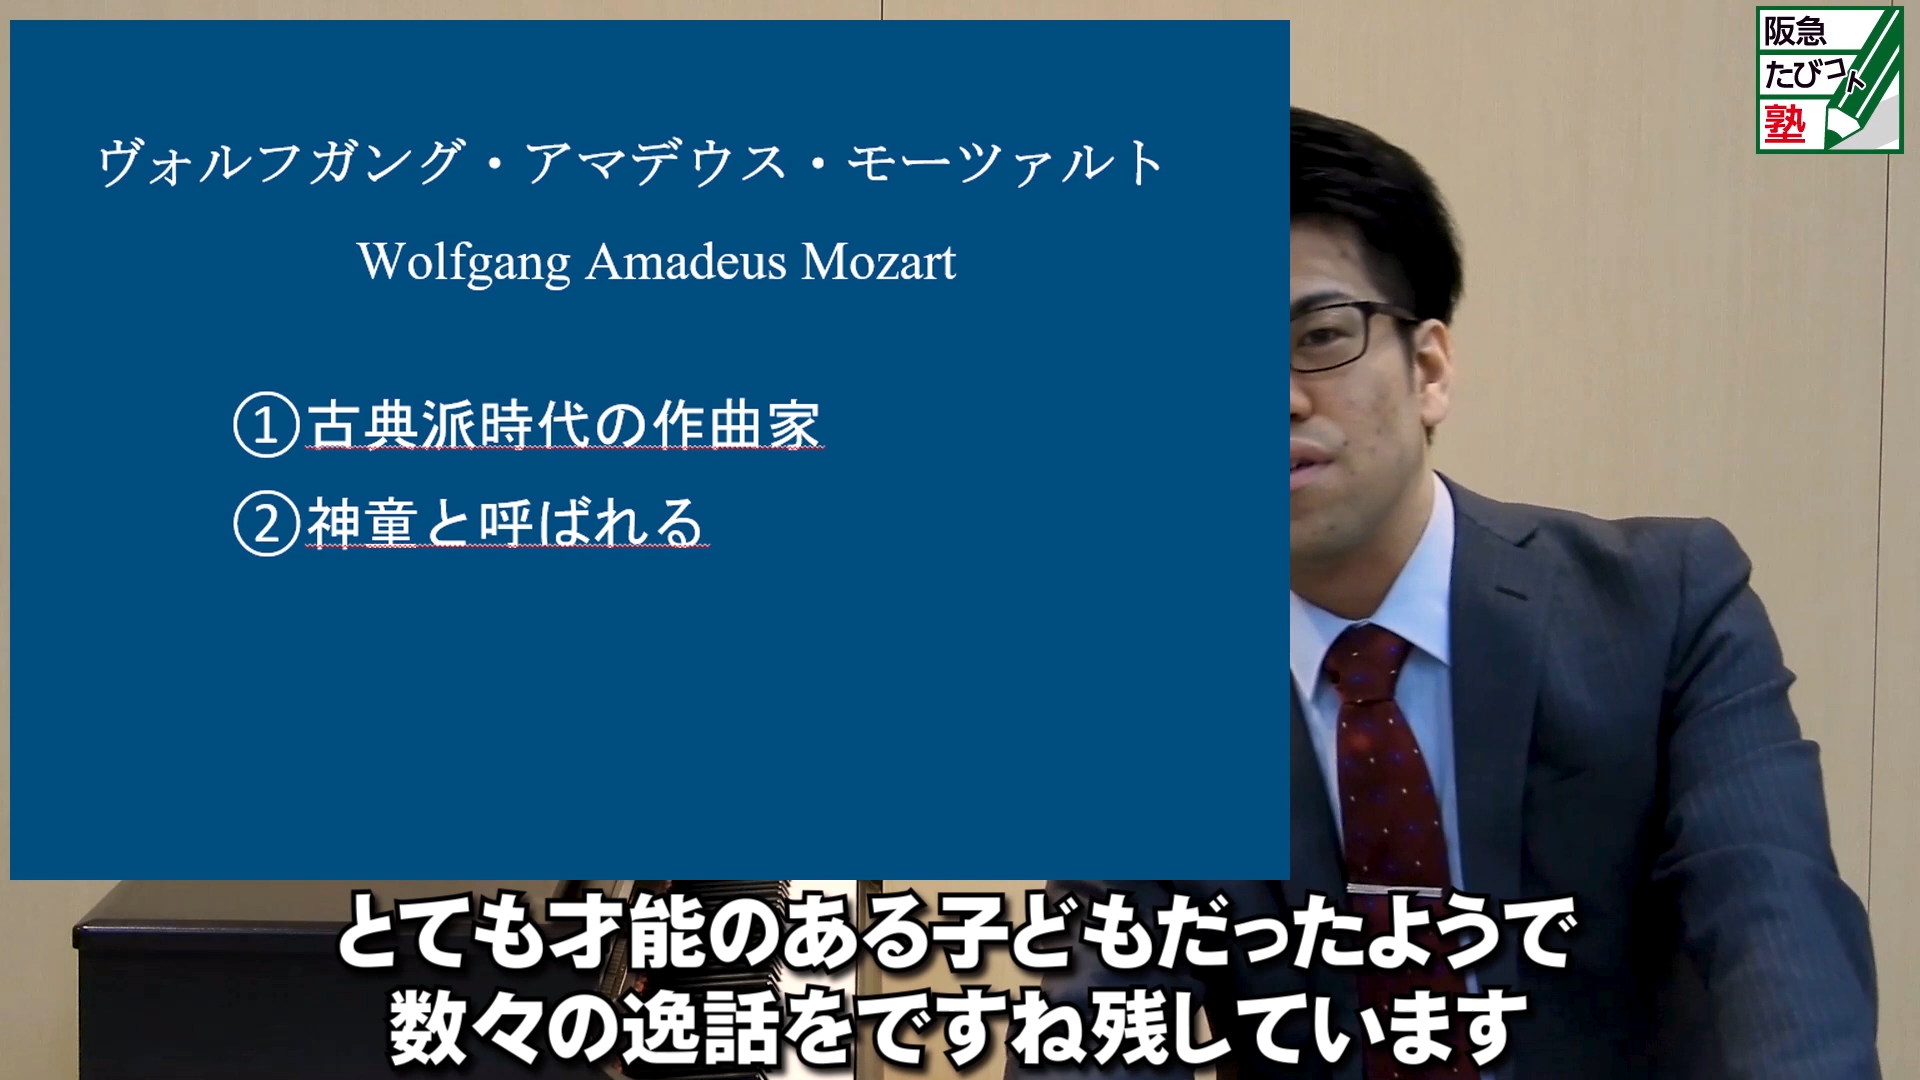 阪急
たびコト
塾
ヴォルフガング・アマデウス・モーツァルト
Wolfgang Amadeus Mozart
①古典派時代の作曲家
②神童と呼ばれる
とても才能のある子どもだったようで
数々の逸話をですね残しています